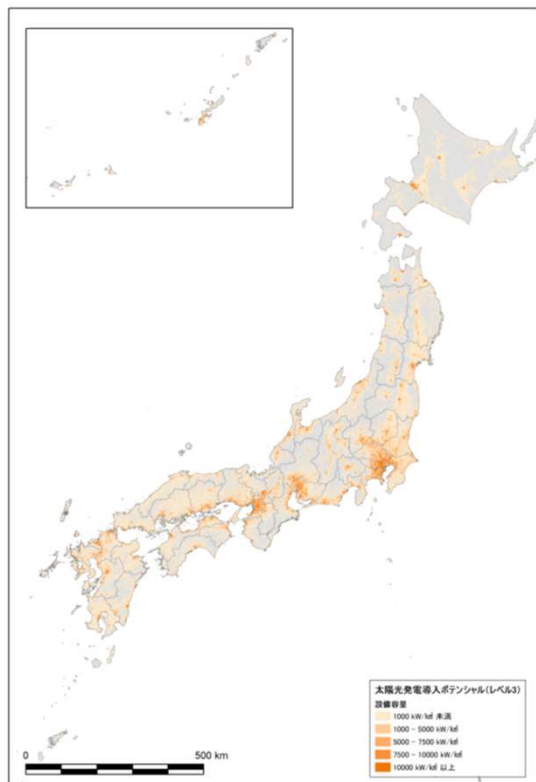 0 500 km
太陽光発電導入ポテンシャル(レベル3)
設備容量
1000 kW/k㎡ 未満
1000 - 5000 kW/k㎡
5000 - 7500 kW/k㎡
7500 - 10000 kW/k㎡
10000 kW/k㎡ 以上